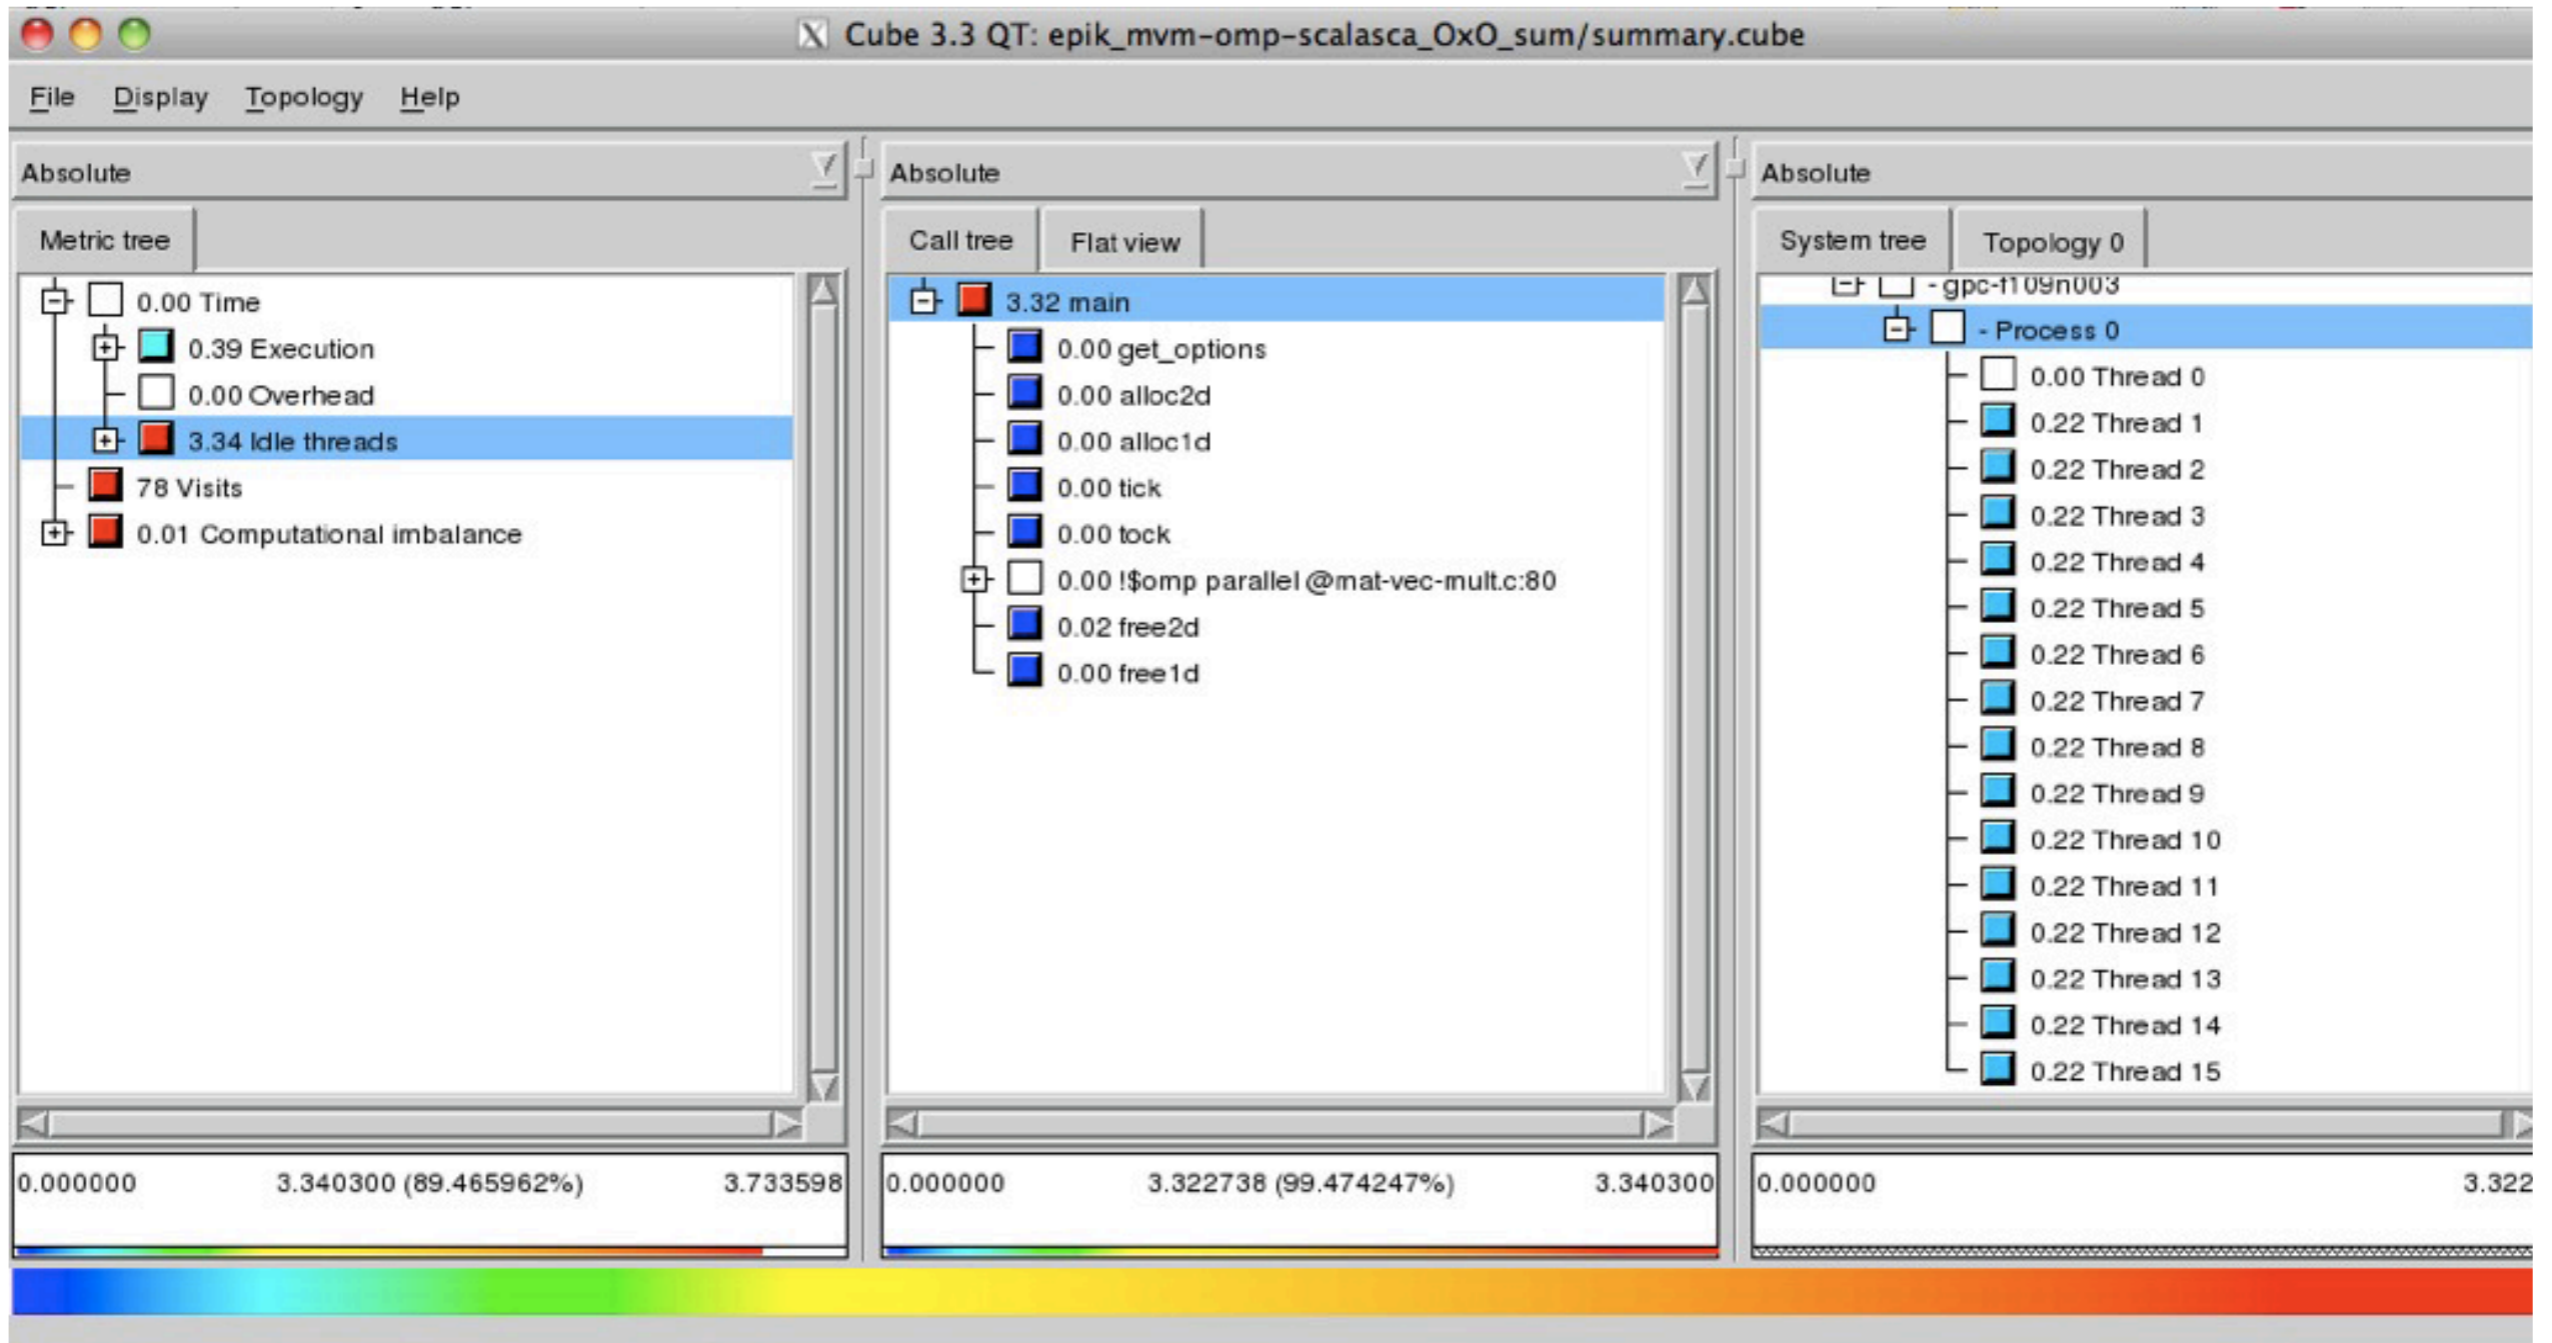 Cube 3.3 QT: epik_mvm-omp-scalasca_OxO_sum/summary.cube
File Display Topology Help
Absolute
Metric tree
0.00 Time
0.39 Execution
0.00 Overhead
3.34 Idle threads
78 Visits
0.01 Computational imbalance
0.000000 3.340300 (89.465962%) 3.733598
Absolute
Call tree Flat view
3.32 main
0.00 get_options
0.00 alloc2d
0.00 alloc1d
0.00 tick
0.00 tock
0.00 !$omp parallel @mat-vec-mult.c:80
0.02 free2d
0.00 free1d
0.000000 3.322738 (99.474247%) 3.340300
Absolute
System tree Topology 0
- gpc-f109n003
- Process 0
0.00 Thread 0
0.22 Thread 1
0.22 Thread 2
0.22 Thread 3
0.22 Thread 4
0.22 Thread 5
0.22 Thread 6
0.22 Thread 7
0.22 Thread 8
0.22 Thread 9
0.22 Thread 10
0.22 Thread 11
0.22 Thread 12
0.22 Thread 13
0.22 Thread 14
0.22 Thread 15
0.000000 3.322